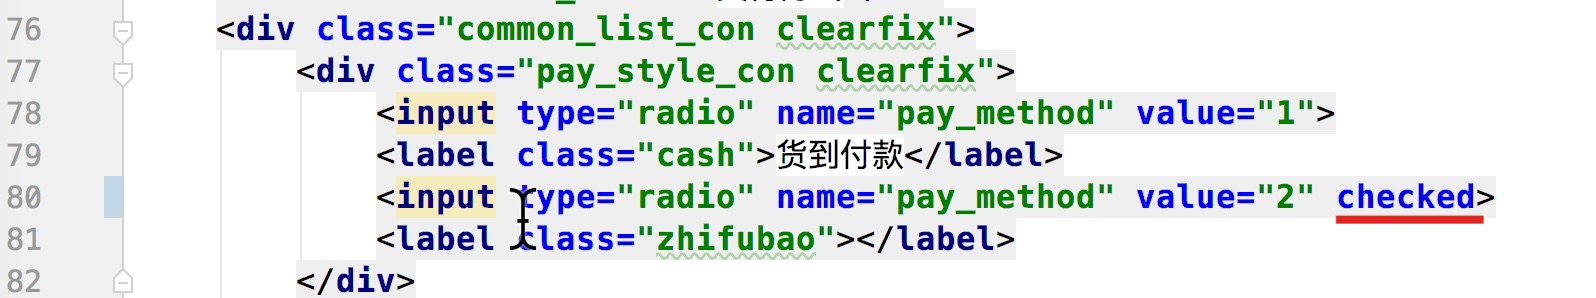 76 <div class="common_list_con clearfix">
77 <div class="pay_style_con clearfix">
78 <input type="radio" name="pay_method" value="1">
79 <label class="cash">货到付款</label>
80 <input type="radio" name="pay_method" value="2" checked>
81 <label class="zhifubao"></label>
82 </div>